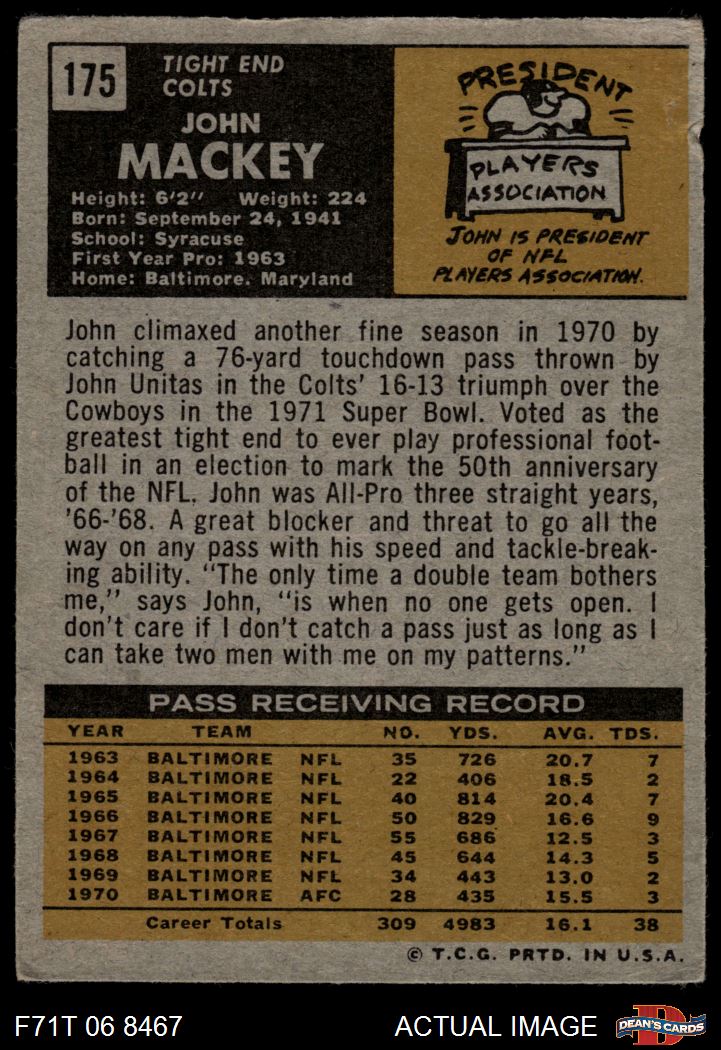 175
TIGHT END
COLTS
JOHN
MACKEY
Height: 6'2" Weight: 224
Born: September 24, 1941
School: Syracuse
First Year Pro: 1963
Home: Baltimore, Maryland
PRESIDENT
PLAYERS
ASSOCIATION
JOHN IS PRESIDENT
OF NFL
PLAYERS ASSOCIATION.
John climaxed another fine season in 1970 by
catching a 76-yard touchdown pass thrown by
John Unitas in the Colts' 16-13 triumph over the
Cowboys in the 1971 Super Bowl. Voted as the
greatest tight end to ever play professional foot-
ball in an election to mark the 50th anniversary
of the NFL, John was All-Pro three straight years,
'66-'68. A great blocker and threat to go all the
way on any pass with his speed and tackle-break-
ing ability. "The only time a double team bothers
me," says John, "is when no one gets open. I
don't care if I don't catch a pass just as long as I
can take two men with me on my patterns."
PASS RECEIVING RECORD
YEAR TEAM NO. YDS. AVG. TDS.
1963 BALTIMORE NFL 35 726 20.7 7
1964 BALTIMORE NFL 22 406 18.5 2
1965 BALTIMORE NFL 40 814 20.4 7
1966 BALTIMORE NFL 50 829 16.6 9
1967 BALTIMORE NFL 55 686 12.5 3
1968 BALTIMORE NFL 45 644 14.3 5
1969 BALTIMORE NFL 34 443 13.0 2
1970 BALTIMORE AFC 28 435 15.5 3
Career Totals 309 4983 16.1 38
© T.C.G. PRTD. IN U.S.A.
F71T 06 8467 ACTUAL IMAGE
D
DEAN'S CARDS